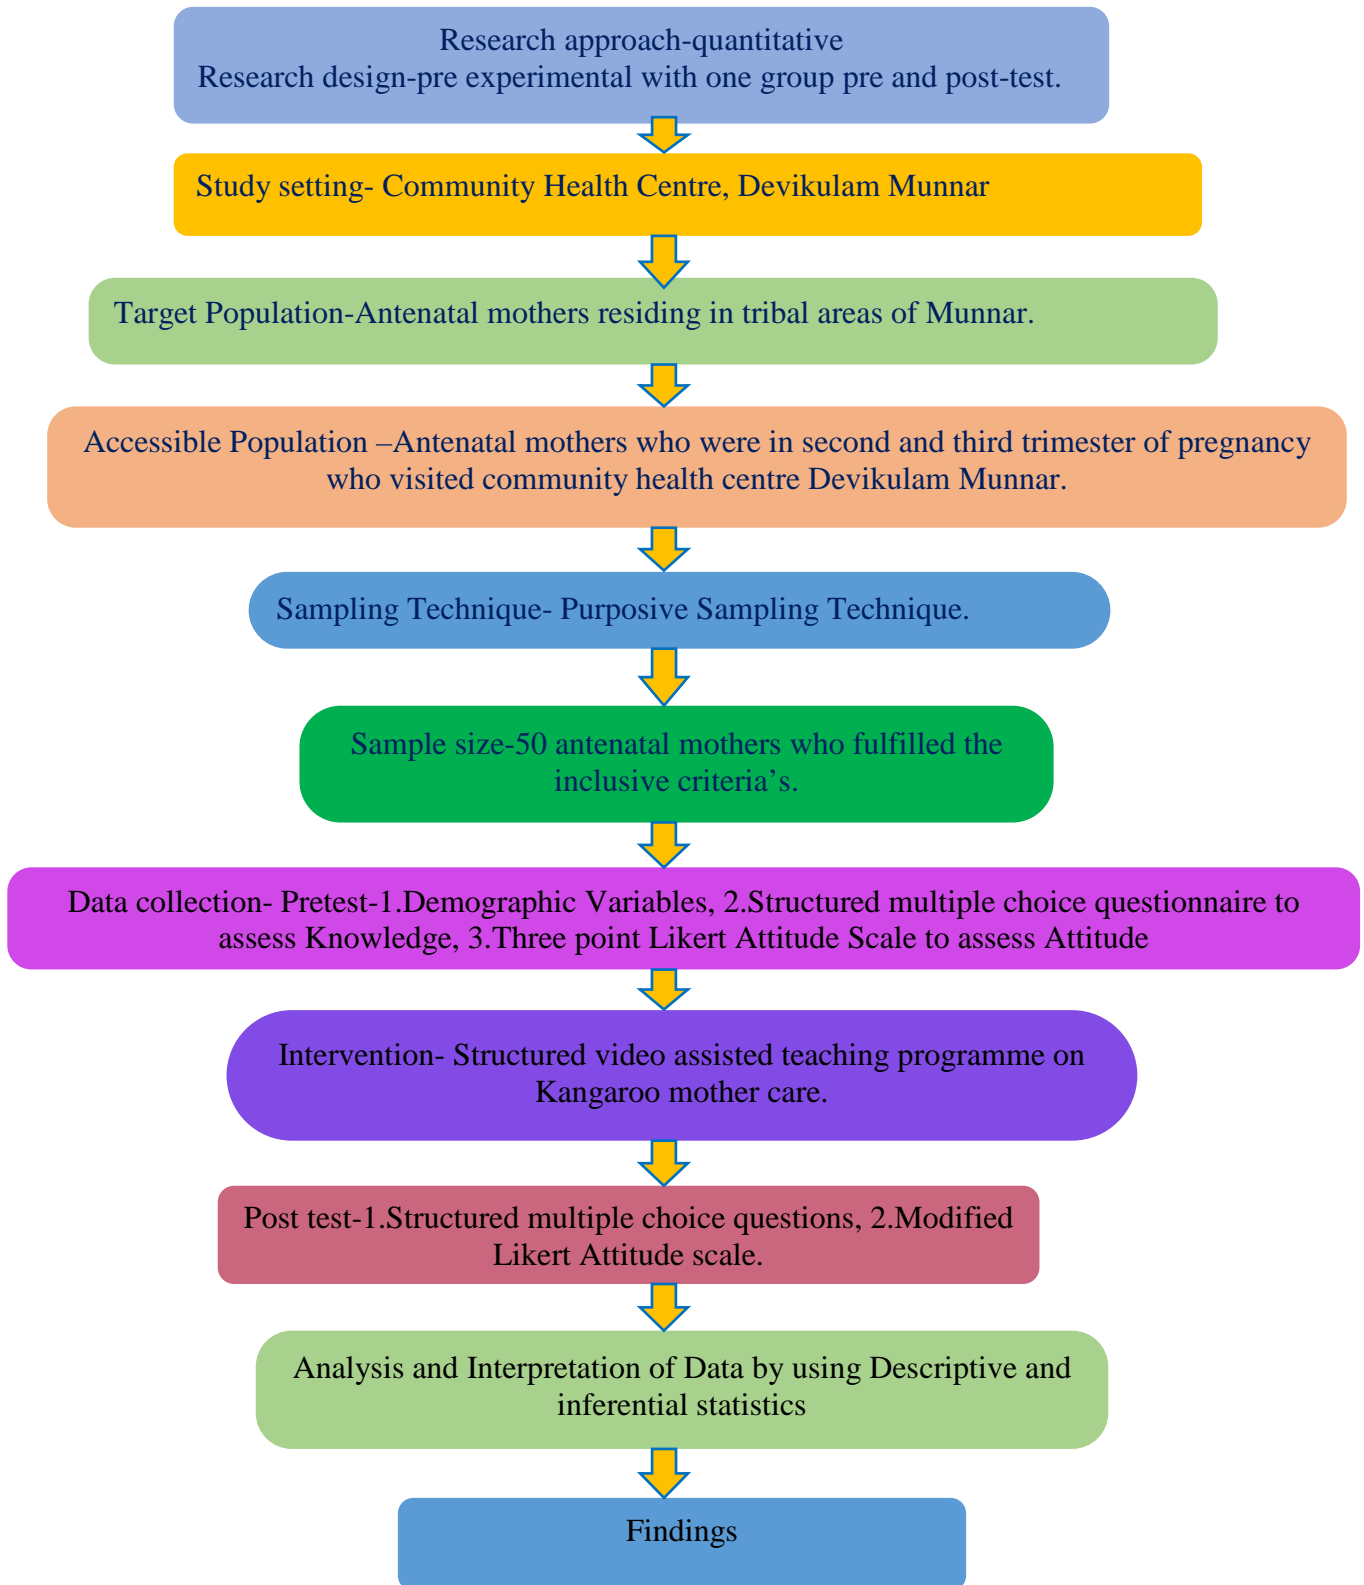 Research approach-quantitative
Research design-pre experimental with one group pre and post-test.
Study setting- Community Health Centre, Devikulam Munnar
Target Population-Antenatal mothers residing in tribal areas of Munnar.
Accessible Population –Antenatal mothers who were in second and third trimester of pregnancy
who visited community health centre Devikulam Munnar.
Sampling Technique- Purposive Sampling Technique.
Sample size-50 antenatal mothers who fulfilled the
inclusive criteria’s.
Data collection- Pretest-1.Demographic Variables, 2.Structured multiple choice questionnaire to
assess Knowledge, 3.Three point Likert Attitude Scale to assess Attitude
Intervention- Structured video assisted teaching programme on
Kangaroo mother care.
Post test-1.Structured multiple choice questions, 2.Modified
Likert Attitude scale.
Analysis and Interpretation of Data by using Descriptive and
inferential statistics
Findings